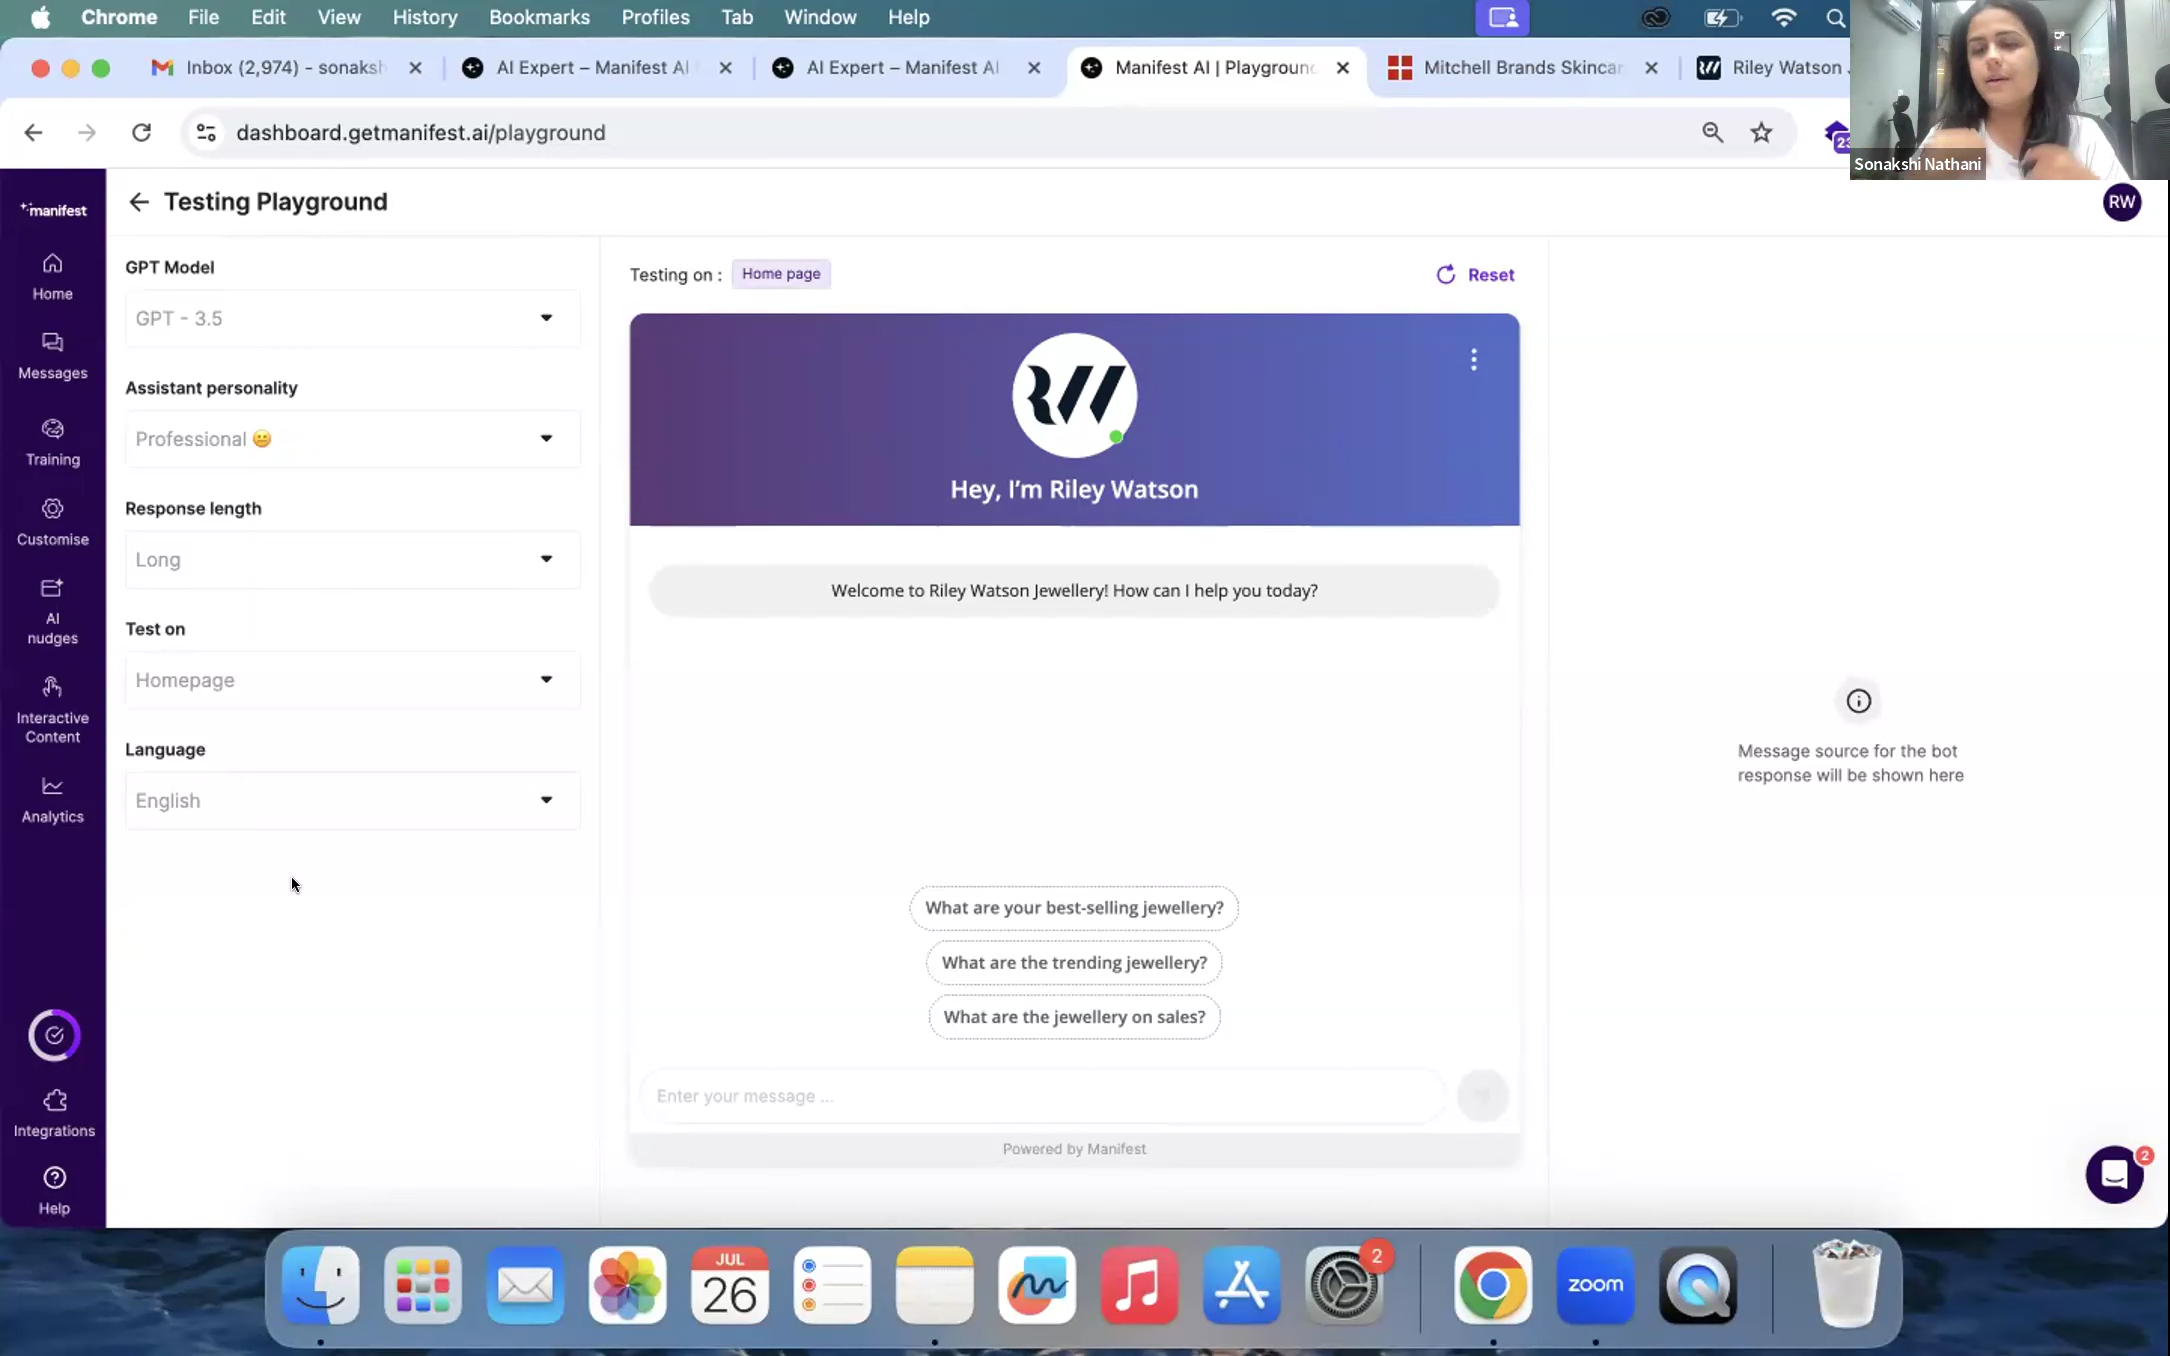 Chrome File Edit View History Bookmarks Profiles Tab Window Help
Inbox (2,974) - sonaksh
AI Expert – Manifest AI
AI Expert – Manifest AI
Manifest AI | Playground
Mitchell Brands Skincar
Riley Watson
dashboard.getmanifest.ai/playground
23
Sonakshi Nathani
manifest
Testing Playground
RW
Home
Messages
Training
Customise
AI
nudges
Interactive
Content
Analytics
Integrations
Help
GPT Model
GPT - 3.5
Assistant personality
Professional 😐
Response length
Long
Test on
Homepage
Language
English
Testing on : Home page
Reset
RW
Hey, I'm Riley Watson
Welcome to Riley Watson Jewellery! How can I help you today?
What are your best-selling jewellery?
What are the trending jewellery?
What are the jewellery on sales?
Enter your message ...
Powered by Manifest
Message source for the bot
response will be shown here
2
JUL
26
2
zoom